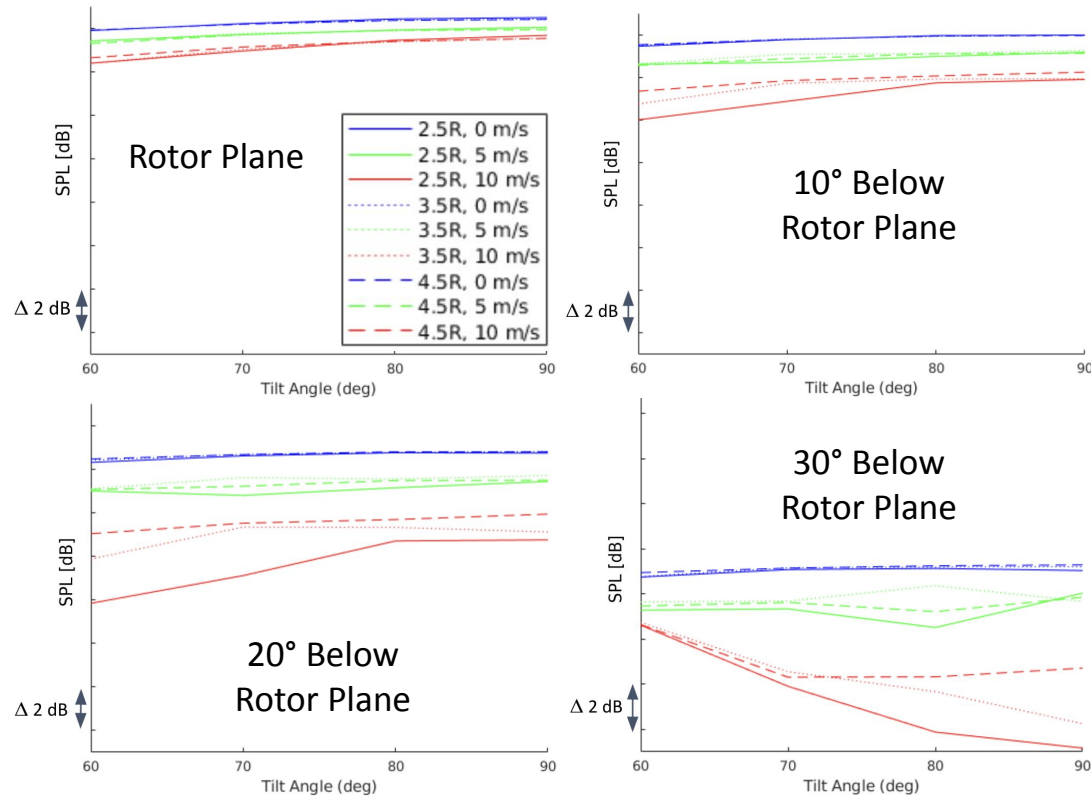 SPL [dB]
Rotor Plane
2.5R, 0 m/s
2.5R, 5 m/s
2.5R, 10 m/s
3.5R, 0 m/s
3.5R, 5 m/s
3.5R, 10 m/s
4.5R, 0 m/s
4.5R, 5 m/s
4.5R, 10 m/s
Δ 2 dB
60 70 80 90
Tilt Angle (deg)
SPL [dB]
10° Below
Rotor Plane
Δ 2 dB
60 70 80 90
Tilt Angle (deg)
SPL [dB]
20° Below
Rotor Plane
Δ 2 dB
60 70 80 90
Tilt Angle (deg)
SPL [dB]
30° Below
Rotor Plane
Δ 2 dB
60 70 80 90
Tilt Angle (deg)